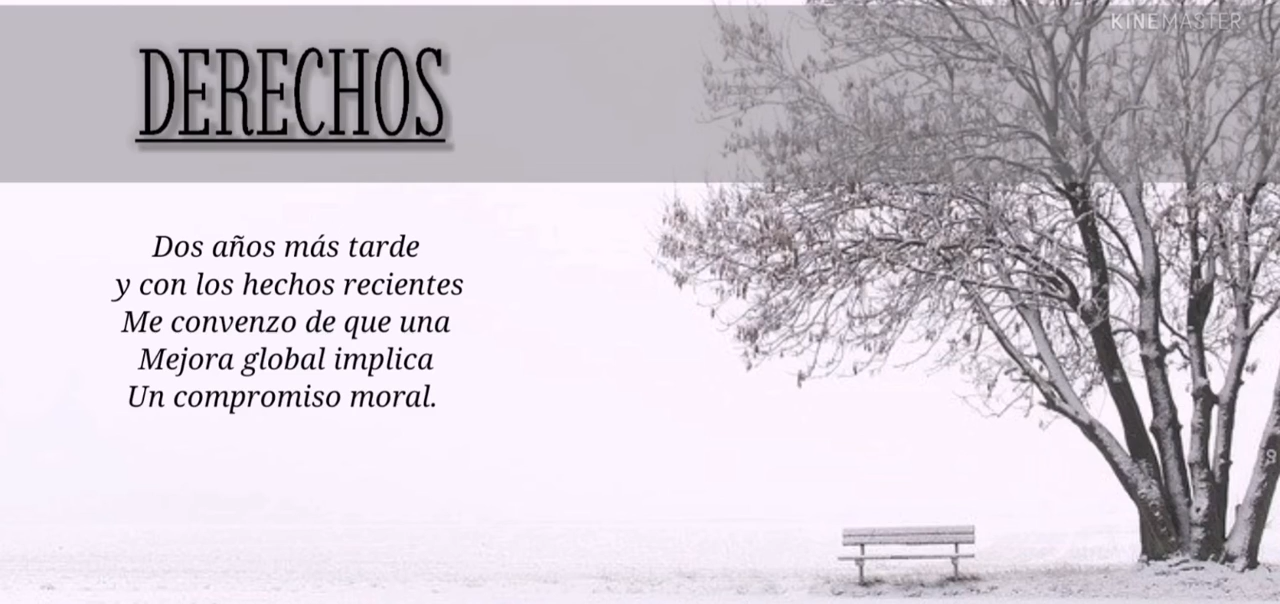 KINEMASTER
DERECHOS
Dos años más tarde
y con los hechos recientes
Me convenzo de que una
Mejora global implica
Un compromiso moral.